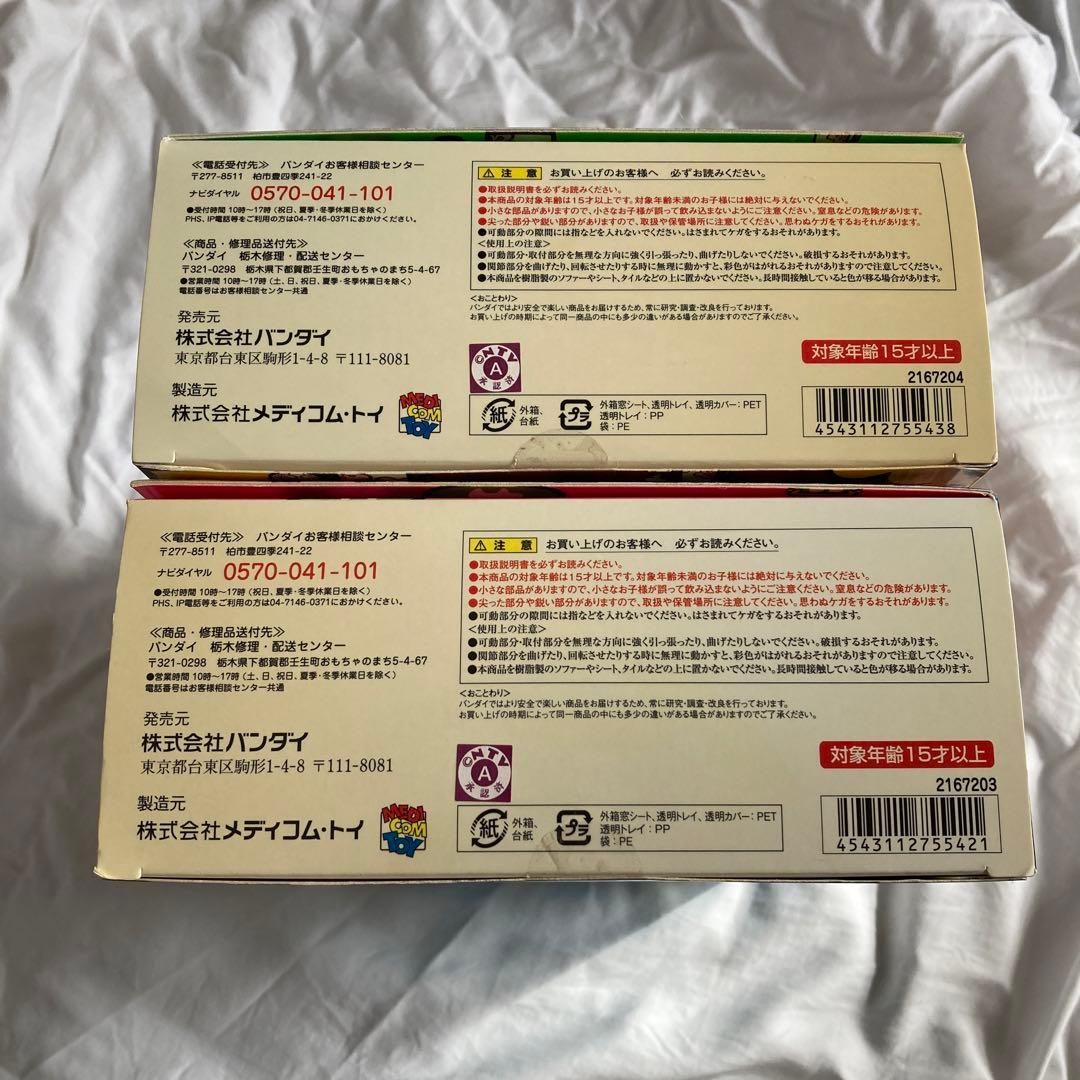 ≪電話受付先≫ バンダイお客様相談センター
〒277-8511 柏市豊四季241-22
ナビダイヤル 0570-041-101
●受付時間 10時〜17時 (祝日、夏季・冬季休業日を除く)
PHS、IP電話等をご利用の方は04-7146-0371におかけください。
≪商品・修理品送付先≫
バンダイ 栃木修理・配送センター
〒321-0298 栃木県下都賀郡壬生町おもちゃのまち5-4-67
●営業時間 10時〜17時 (土、日、祝日、夏季・冬季休業日を除く)
電話番号はお客様相談センター共通
発売元
株式会社バンダイ
東京都台東区駒形1-4-8 〒111-8081
製造元
株式会社メディコム・トイ
MEDI
COM
TOY
⚠ 注 意 お買い上げのお客様へ 必ずお読みください。
●取扱説明書を必ずお読みください。
●本商品の対象年齢は15才以上です。対象年齢未満のお子様には絶対に与えないでください。
●小さな部品がありますので、小さなお子様が誤って飲み込まないようにご注意ください。窒息などの危険があります。
●尖った部分や鋭い部分がありますので、取扱や保管場所に注意してください。思わぬケガをするおそれがあります。
●可動部分の隙間には指などを入れないでください。はさまれてケガをするおそれがあります。
<使用上の注意>
●可動部分・取付部分を無理な方向に強く引っ張ったり、曲げたりしないでください。破損するおそれがあります。
●関節部分を曲げたり、回転させたりする時に無理に動かすと、彩色がはがれるおそれがありますので注意してください。
●本商品を樹脂製のソファーやシート、タイルなどの上に置かないでください。長時間接触していると色が移る場合があります。
<おことわり>
バンダイではより安全で楽しい商品をお届けするため、常に研究・調査・改良を行っております。
お買い上げの時期によって同一商品の中にも多少の違いがある場合がありますのでご了承ください。
©NTV
A
承認済
対象年齢15才以上
2167204
紙 外箱、
台紙
プラ 外箱窓シート、透明トレイ、透明カバー：PET
透明トレイ：PP
袋：PE
4543112755438
≪電話受付先≫ バンダイお客様相談センター
〒277-8511 柏市豊四季241-22
ナビダイヤル 0570-041-101
●受付時間 10時〜17時 (祝日、夏季・冬季休業日を除く)
PHS、IP電話等をご利用の方は04-7146-0371におかけください。
≪商品・修理品送付先≫
バンダイ 栃木修理・配送センター
〒321-0298 栃木県下都賀郡壬生町おもちゃのまち5-4-67
●営業時間 10時〜17時 (土、日、祝日、夏季・冬季休業日を除く)
電話番号はお客様相談センター共通
発売元
株式会社バンダイ
東京都台東区駒形1-4-8 〒111-8081
製造元
株式会社メディコム・トイ
MEDI
COM
TOY
⚠ 注 意 お買い上げのお客様へ 必ずお読みください。
●取扱説明書を必ずお読みください。
●本商品の対象年齢は15才以上です。対象年齢未満のお子様には絶対に与えないでください。
●小さな部品がありますので、小さなお子様が誤って飲み込まないようにご注意ください。窒息などの危険があります。
●尖った部分や鋭い部分がありますので、取扱や保管場所に注意してください。思わぬケガをするおそれがあります。
●可動部分の隙間には指などを入れないでください。はさまれてケガをするおそれがあります。
<使用上の注意>
●可動部分・取付部分を無理な方向に強く引っ張ったり、曲げたりしないでください。破損するおそれがあります。
●関節部分を曲げたり、回転させたりする時に無理に動かすと、彩色がはがれるおそれがありますので注意してください。
●本商品を樹脂製のソファーやシート、タイルなどの上に置かないでください。長時間接触していると色が移る場合があります。
<おことわり>
バンダイではより安全で楽しい商品をお届けするため、常に研究・調査・改良を行っております。
お買い上げの時期によって同一商品の中にも多少の違いがある場合がありますのでご了承ください。
©NTV
A
承認済
対象年齢15才以上
2167203
紙 外箱、
台紙
プラ 外箱窓シート、透明トレイ、透明カバー：PET
透明トレイ：PP
袋：PE
4543112755421